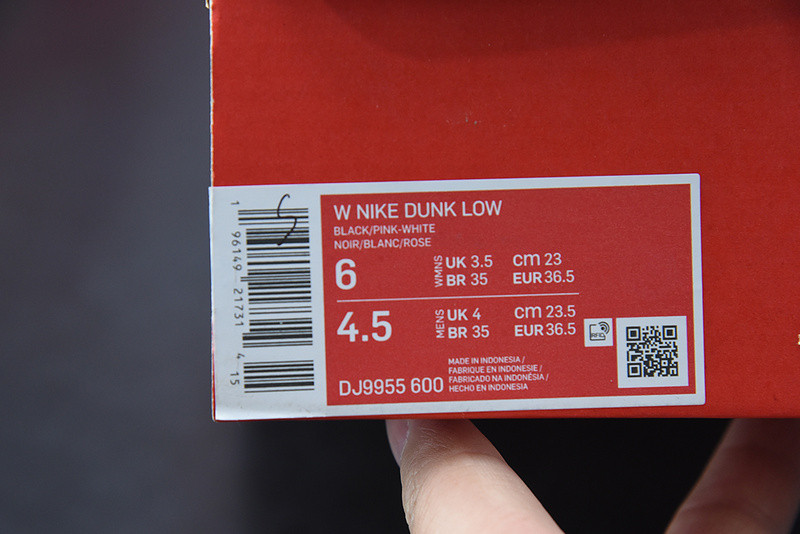 W NIKE DUNK LOW
BLACK/PINK-WHITE
NOIR/BLANC/ROSE
6 WMNS UK 3.5 cm 23
BR 35 EUR 36.5
4.5 MENS UK 4 cm 23.5
BR 35 EUR 36.5
RFID
DJ9955 600
MADE IN INDONESIA /
FABRIQUE EN INDONESIE /
FABRICADO NA INDONÉSIA /
HECHO EN INDONESIA
1 96149 21731 4 15